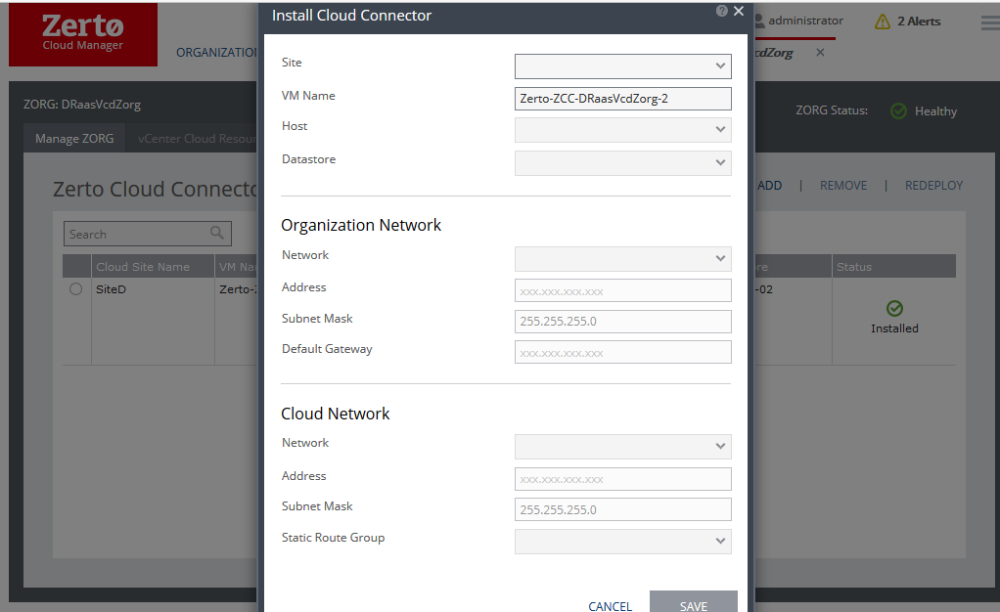 Install Cloud Connector
Zerto
Cloud Manager
administrator
2 Alerts
ORGANIZATION
cdZorg
ZORG: DRaasVcdZorg
ZORG Status:
Healthy
Manage ZORG
vCenter Cloud Resour
Zerto Cloud Connecto
ADD | REMOVE | REDEPLOY
Search
Cloud Site Name
VM Na
re
Status
SiteD
Zerto-
-02
Installed
Site
VM Name
Zerto-ZCC-DRaasVcdZorg-2
Host
Datastore
Organization Network
Network
Address
xxx.xxx.xxx.xxx
Subnet Mask
255.255.255.0
Default Gateway
xxx.xxx.xxx.xxx
Cloud Network
Network
Address
xxx.xxx.xxx.xxx
Subnet Mask
255.255.255.0
Static Route Group
CANCEL
SAVE